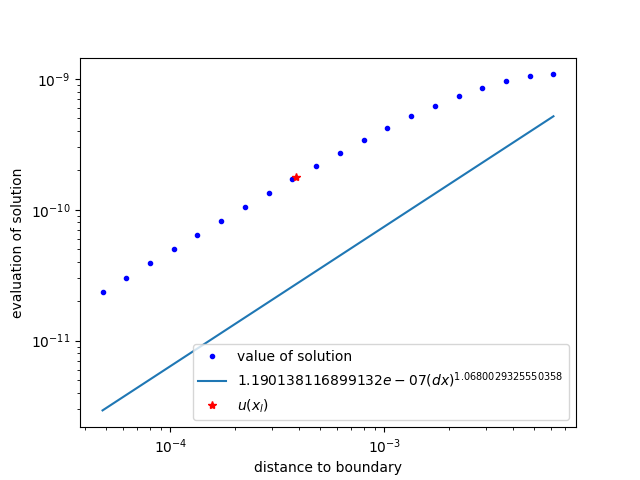 10⁻⁹
10⁻¹⁰
10⁻¹¹
evaluation of solution
value of solution
1.190138116899132e − 07(dx)^1.0680029325550358
u(x_l)
10⁻⁴
10⁻³
distance to boundary